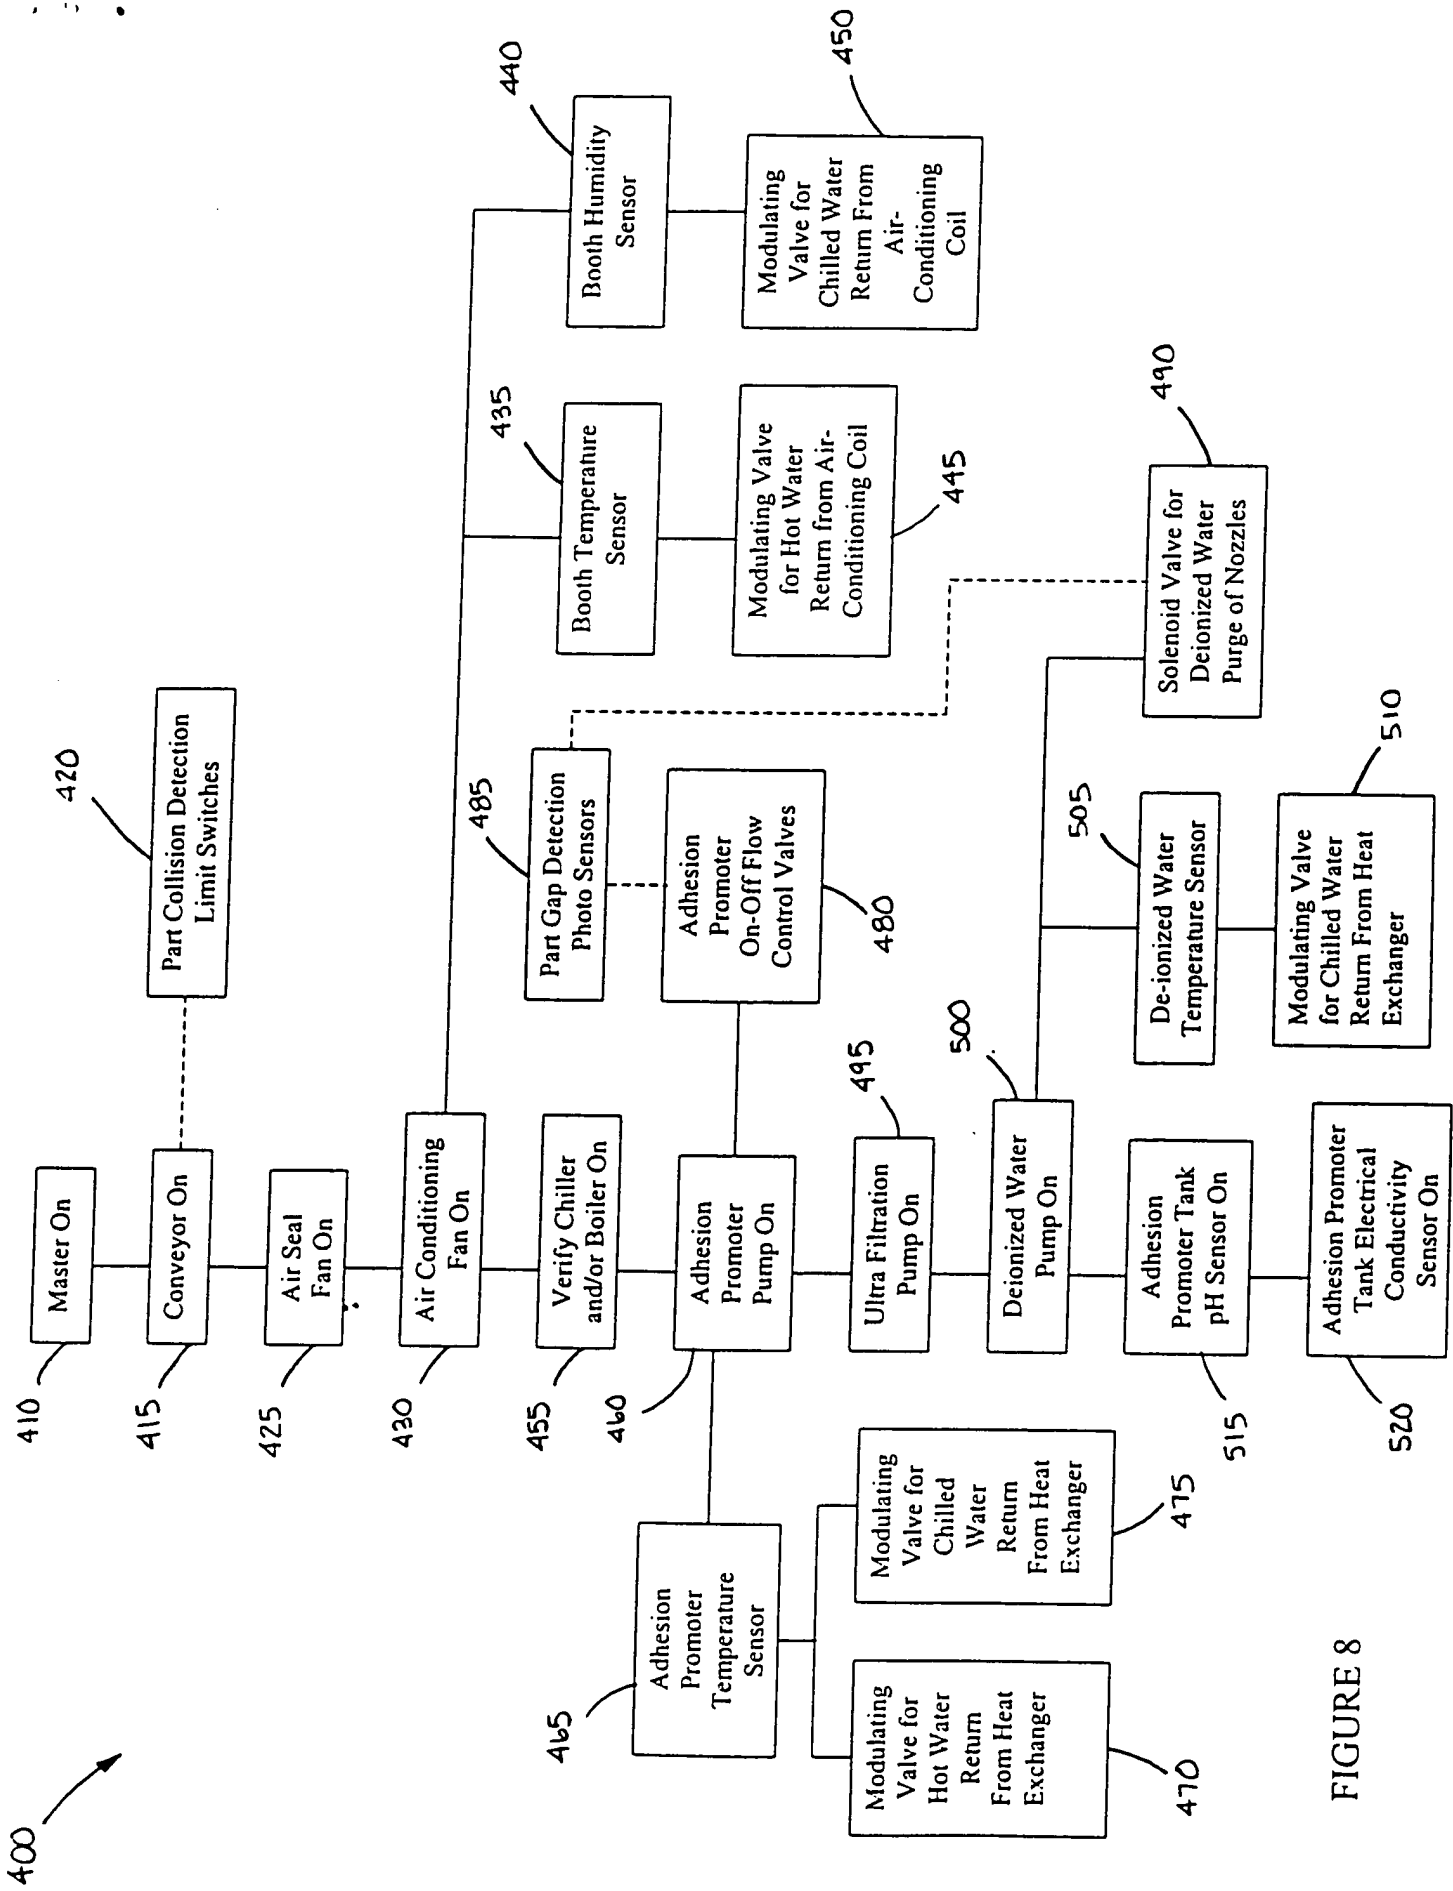 400
410
Master On
415
Conveyor On
420
Part Collision Detection
Limit Switches
425
Air Seal
Fan On
430
Air Conditioning
Fan On
435
Booth Temperature
Sensor
440
Booth Humidity
Sensor
445
Modulating Valve
for Hot Water
Return from Air-
Conditioning Coil
450
Modulating
Valve for
Chilled Water
Return From
Air-
Conditioning
Coil
455
Verify Chiller
and/or Boiler On
460
Adhesion
Promoter
Pump On
465
Adhesion
Promoter
Temperature
Sensor
470
Modulating
Valve for
Hot Water
Return
From Heat
Exchanger
475
Modulating
Valve for
Chilled
Water
Return
From Heat
Exchanger
485
Part Gap Detection
Photo Sensors
480
Adhesion
Promoter
On-Off Flow
Control Valves
490
Solenoid Valve for
Deionized Water
Purge of Nozzles
495
Ultra Filtration
Pump On
500
Deionized Water
Pump On
505
De-ionized Water
Temperature Sensor
510
Modulating Valve
for Chilled Water
Return From Heat
Exchanger
515
Adhesion
Promoter Tank
pH Sensor On
520
Adhesion Promoter
Tank Electrical
Conductivity
Sensor On
FIGURE 8